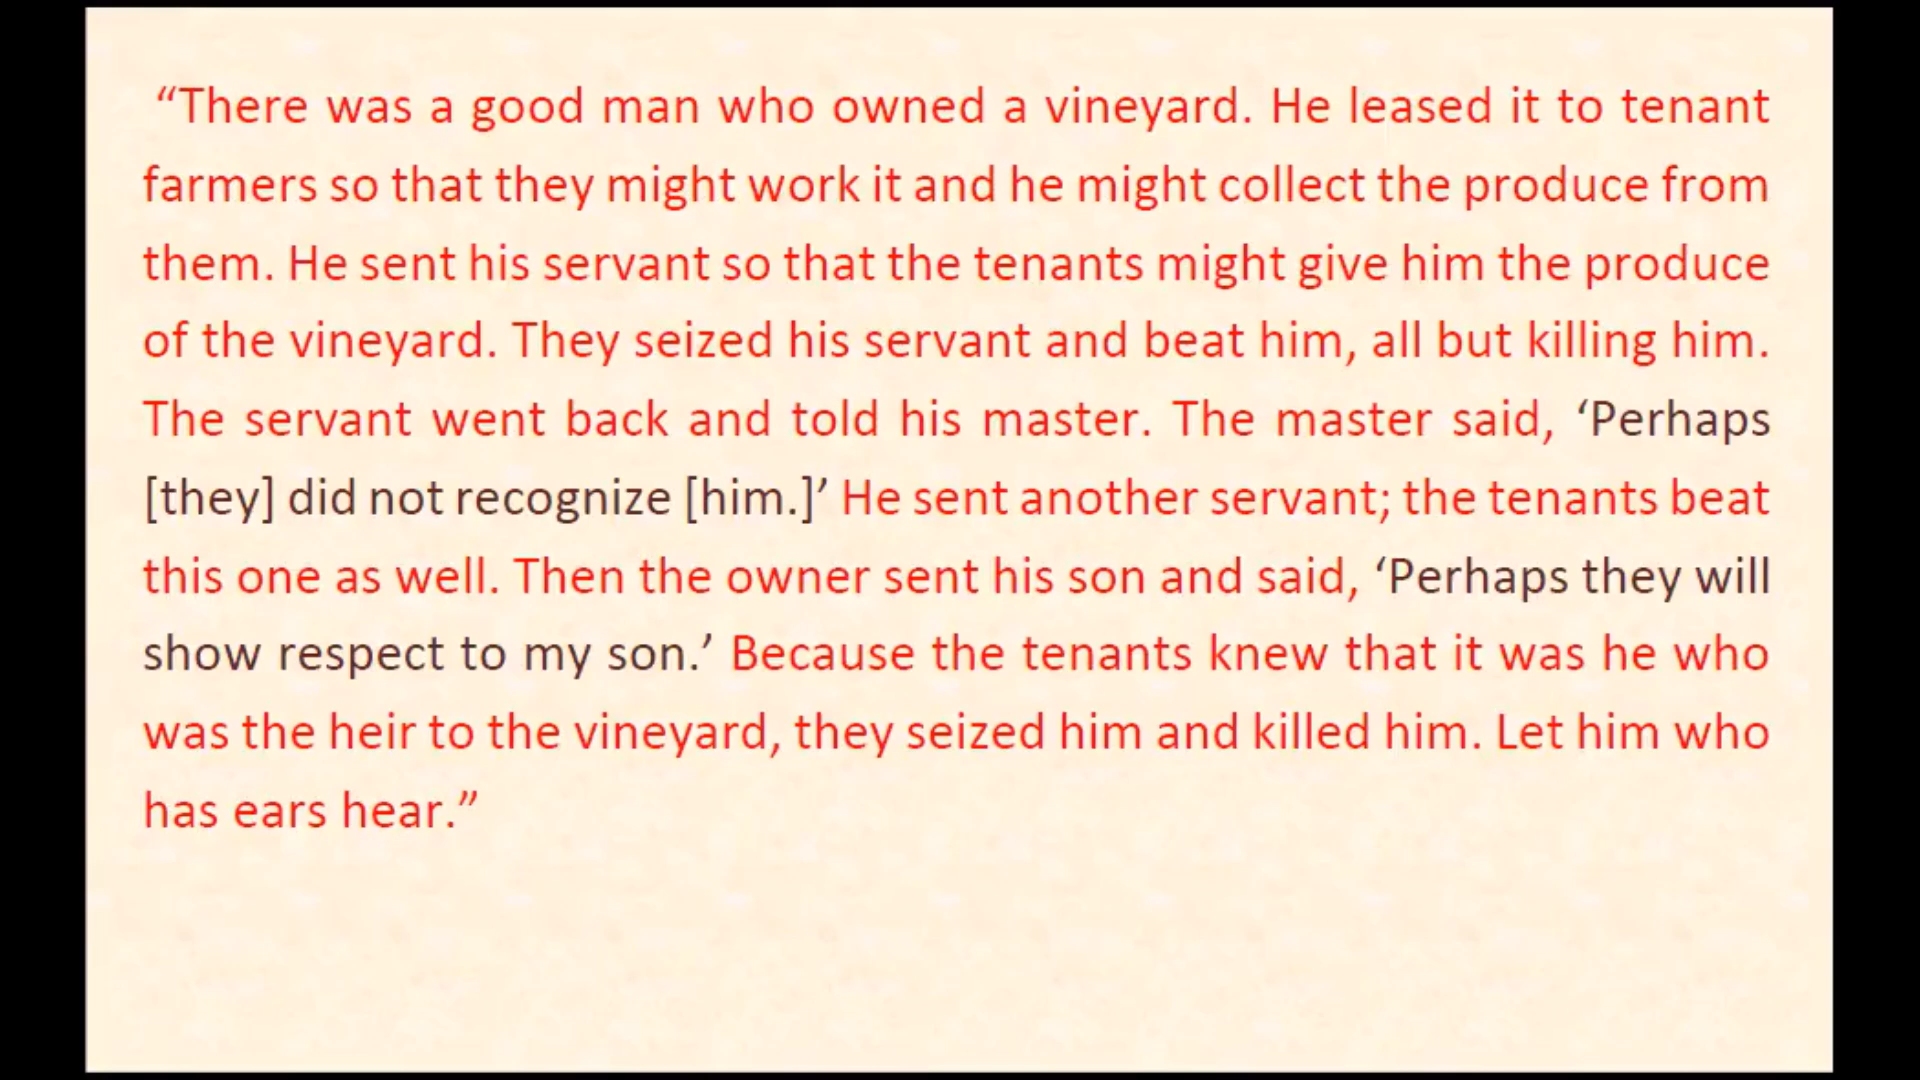 “There was a good man who owned a vineyard. He leased it to tenant
farmers so that they might work it and he might collect the produce from
them. He sent his servant so that the tenants might give him the produce
of the vineyard. They seized his servant and beat him, all but killing him.
The servant went back and told his master. The master said, ‘Perhaps
[they] did not recognize [him.]’ He sent another servant; the tenants beat
this one as well. Then the owner sent his son and said, ‘Perhaps they will
show respect to my son.’ Because the tenants knew that it was he who
was the heir to the vineyard, they seized him and killed him. Let him who
has ears hear.”